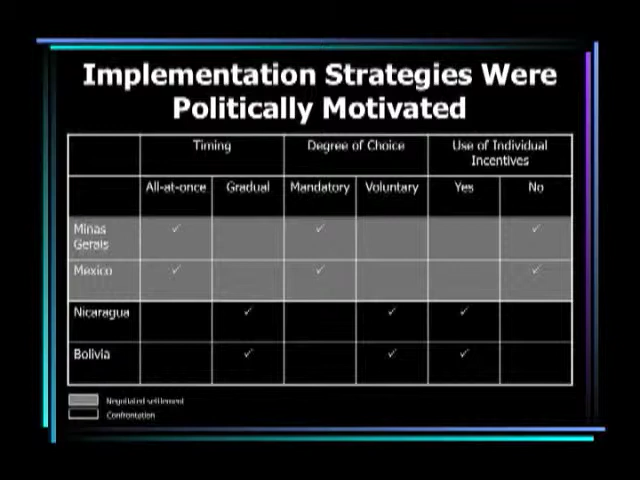 Implementation Strategies Were
Politically Motivated
Timing Degree of Choice Use of Individual
Incentives
All-at-once Gradual Mandatory Voluntary Yes No
Minas
Gerais ✓ ✓ ✓
Mexico ✓ ✓ ✓
Nicaragua ✓ ✓ ✓
Bolivia ✓ ✓ ✓
Negotiated settlement
Confrontation